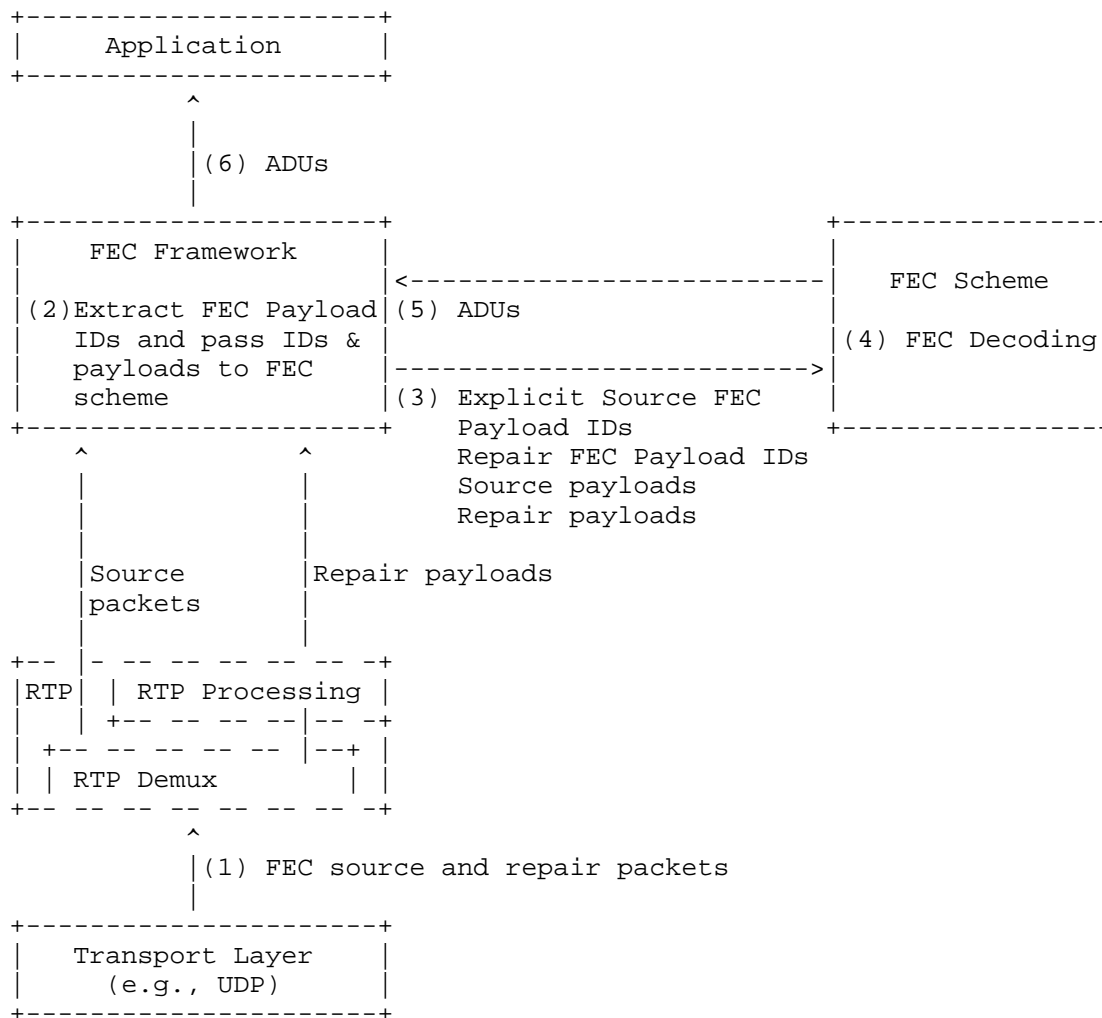 Application
(6) ADUs
FEC Framework
FEC Scheme
(2)Extract FEC Payload
(5) ADUs
IDs and pass IDs &
(4) FEC Decoding
payloads to FEC
scheme
(3) Explicit Source FEC
Payload IDs
Repair FEC Payload IDs
Source payloads
Repair payloads
Source
Repair payloads
packets
RTP
RTP Processing
RTP Demux
(1) FEC source and repair packets
Transport Layer
(e.g., UDP)